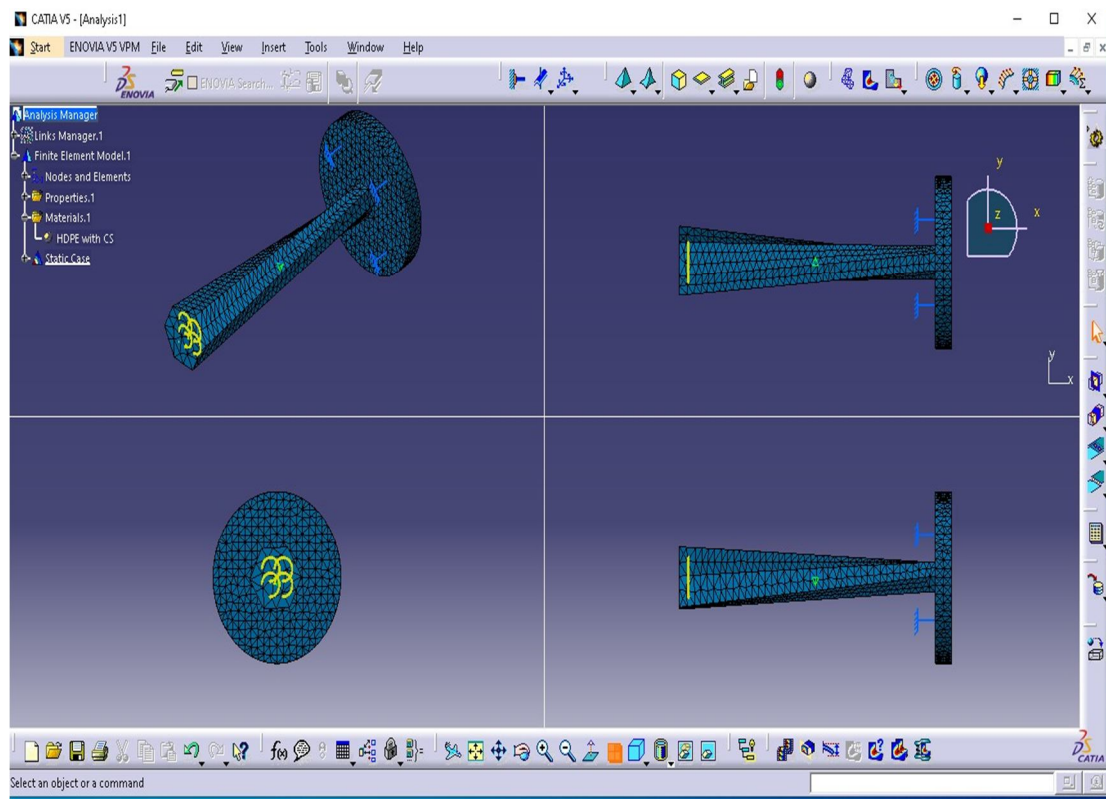 CATIA V5 - [Analysis1]
Start ENOVIA V5 VPM File Edit View Insert Tools Window Help
DS ENOVIA ENOVIA-Search...
Analysis Manager
Links Manager.1
Finite Element Model.1
Nodes and Elements
Properties.1
Materials.1
HDPE with CS
Static Case
y
z x
y
x
f(x)
DS CATIA
Select an object or a command